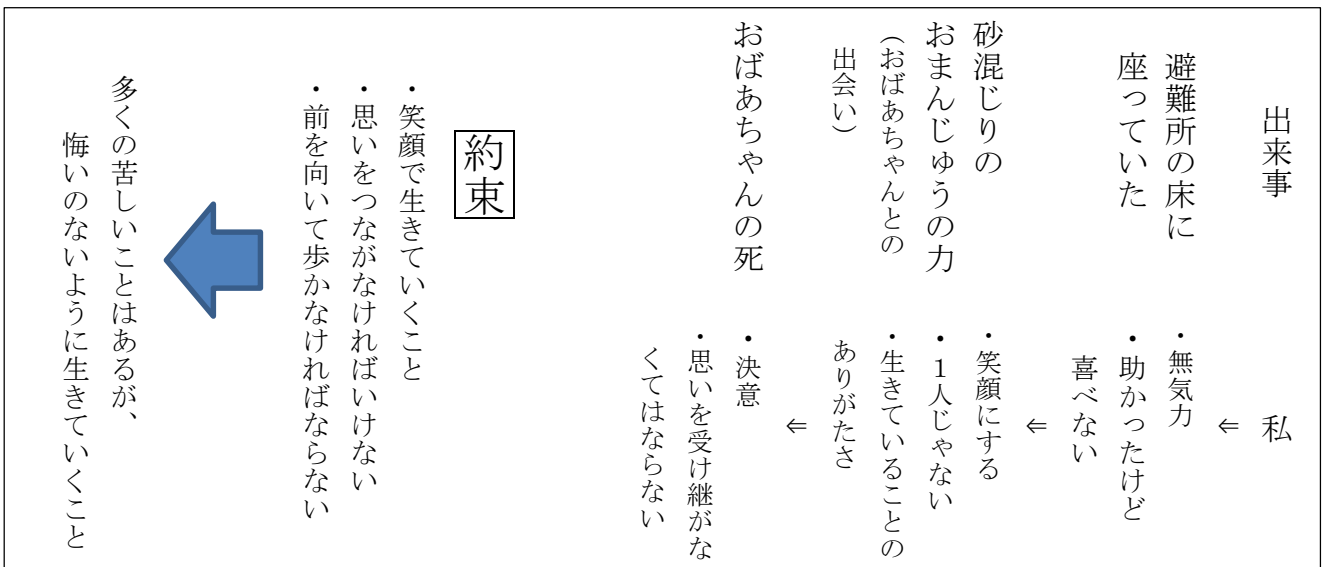 出来事
私
⇐
避難所の床に
座っていた
・無気力
・助かったけど
喜べない
⇐
砂混じりの
おまんじゅうの力
（おばあちゃんとの
出会い）
・笑顔にする
・１人じゃない
・生きていることの
ありがたさ
⇐
おばあちゃんの死
・決意
・思いを受け継がな
くてはならない
約束
・笑顔で生きていくこと
・思いをつながなければいけない
・前を向いて歩かなければならない
多くの苦しいことはあるが、
悔いのないように生きていくこと